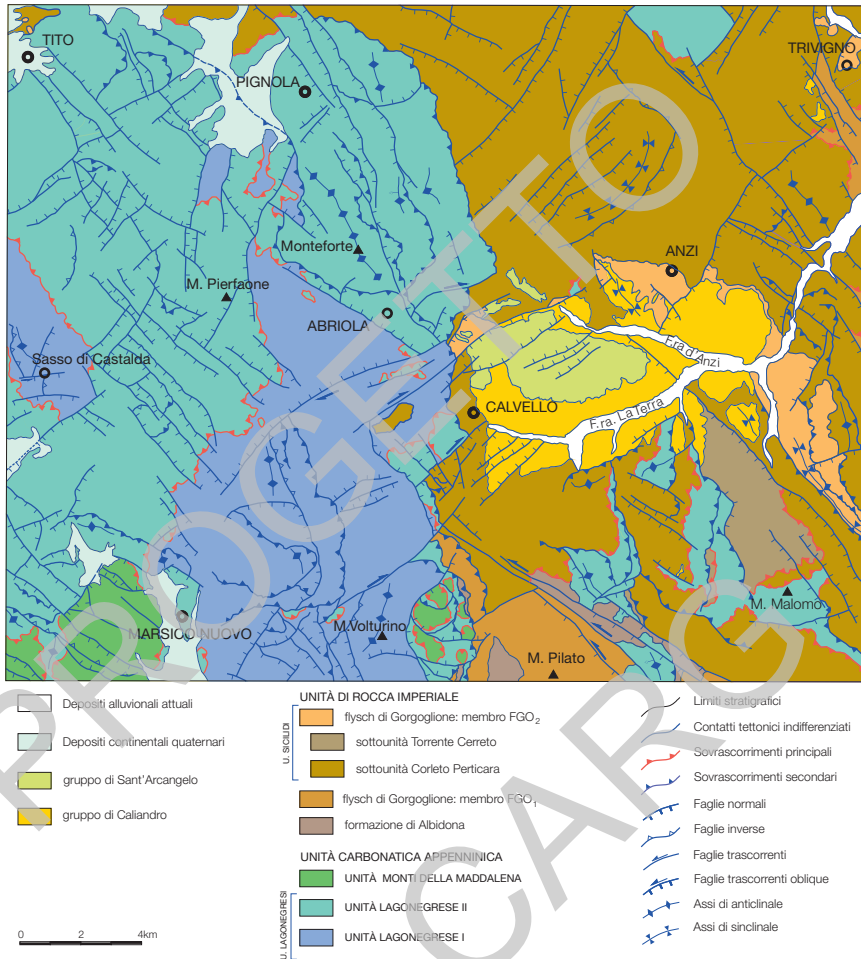 TITO
PIGNOLA
TRIVIGNO
Monteforte
ANZI
M. Pierfaone
ABRIOLA
F.ra d'Anzi
Sasso di Castalda
CALVELLO
F.ra. La Terra
MARSICO NUOVO
M.Volturino
M. Malomo
M. Pilato
PROGETTO
CARG
Depositi alluvionali attuali
Depositi continentali quaternari
gruppo di Sant'Arcangelo
gruppo di Caliandro
0 2 4km
UNITÀ DI ROCCA IMPERIALE
U. SICILIDI
flysch di Gorgoglione: membro FGO2
sottounità Torrente Cerreto
sottounità Corleto Perticara
flysch di Gorgoglione: membro FGO1
formazione di Albidona
UNITÀ CARBONATICA APPENNINICA
UNITÀ MONTI DELLA MADDALENA
U. LAGONEGRESI
UNITÀ LAGONEGRESE II
UNITÀ LAGONEGRESE I
Limiti stratigrafici
Contatti tettonici indifferenziati
Sovrascorrimenti principali
Sovrascorrimenti secondari
Faglie normali
Faglie inverse
Faglie trascorrenti
Faglie trascorrenti oblique
Assi di anticlinale
Assi di sinclinale